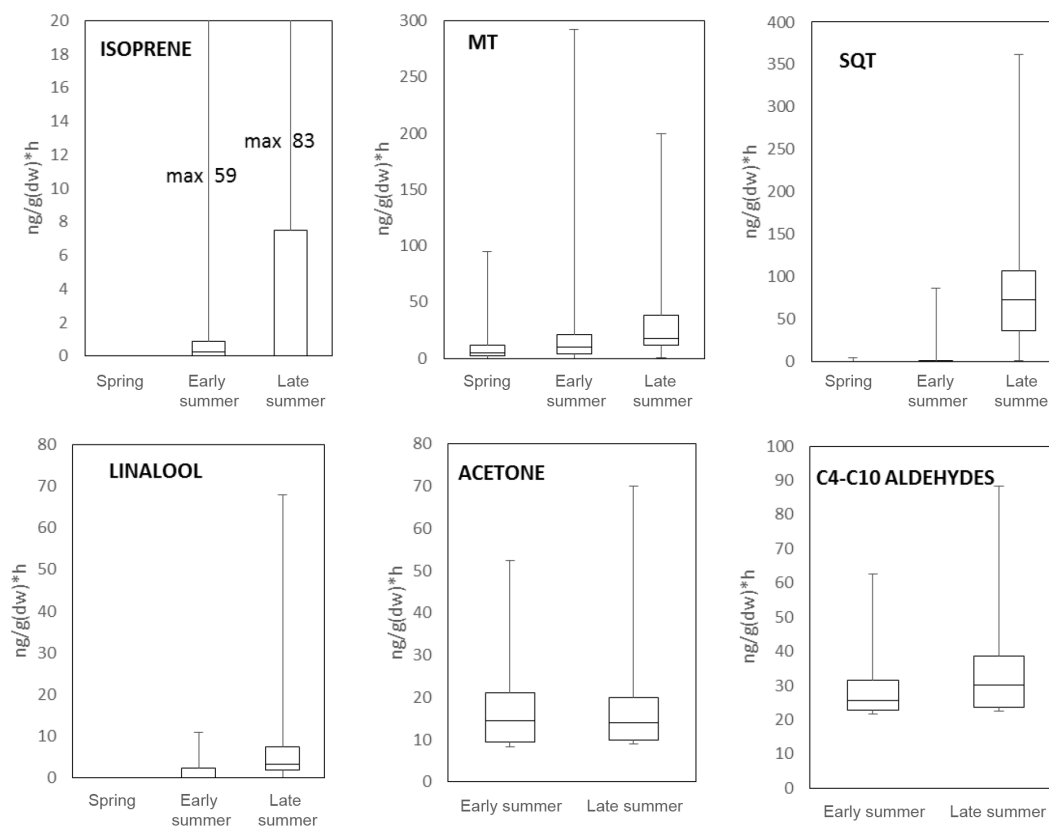 ISOPRENE
ng/g(dw)*h
20
18
16
14
12
10
8
6
4
2
0
max 59
max 83
Spring
Early
summer
Late
summer
MT
ng/g(dw)*h
300
250
200
150
100
50
0
Spring
Early
summer
Late
summer
SQT
ng/g(dw)*h
400
350
300
250
200
150
100
50
0
Spring
Early
summer
Late
summe
LINALOOL
ng/g(dw)*h
80
70
60
50
40
30
20
10
0
Spring
Early
summer
Late
summer
ACETONE
ng/g(dw)*h
80
70
60
50
40
30
20
10
0
Early summer
Late summer
C4-C10 ALDEHYDES
ng/g(dw)*h
100
90
80
70
60
50
40
30
20
10
0
Early summer
Late summer